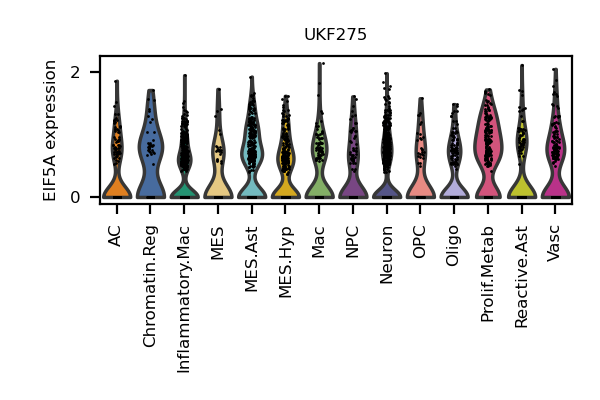 UKF275
EIF5A expression
2
0
AC
Chromatin.Reg
Inflammatory.Mac
MES
MES.Ast
MES.Hyp
Mac
NPC
Neuron
OPC
Oligo
Prolif.Metab
Reactive.Ast
Vasc